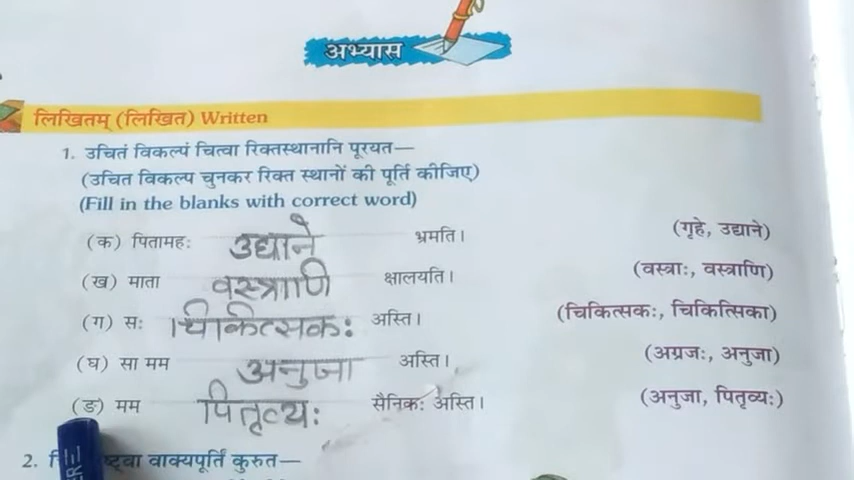 अभ्यास
लिखितम् (लिखित) Written
1. उचितं विकल्पं चित्वा रिक्तस्थानानि पूरयत—
(उचित विकल्प चुनकर रिक्त स्थानों की पूर्ति कीजिए)
(Fill in the blanks with correct word)
(क) पितामहः उद्याने भ्रमति। (गृहे, उद्याने)
(ख) माता वस्त्राणि क्षालयति। (वस्त्राः, वस्त्राणि)
(ग) सः चिकित्सकः अस्ति। (चिकित्सकः, चिकित्सिका)
(घ) सा मम अनुजा अस्ति। (अग्रजः, अनुजा)
(ङ) मम पितृव्यः सैनिकः अस्ति। (अनुजा, पितृव्यः)
2. वाक्यपूर्तिं कुरुत—